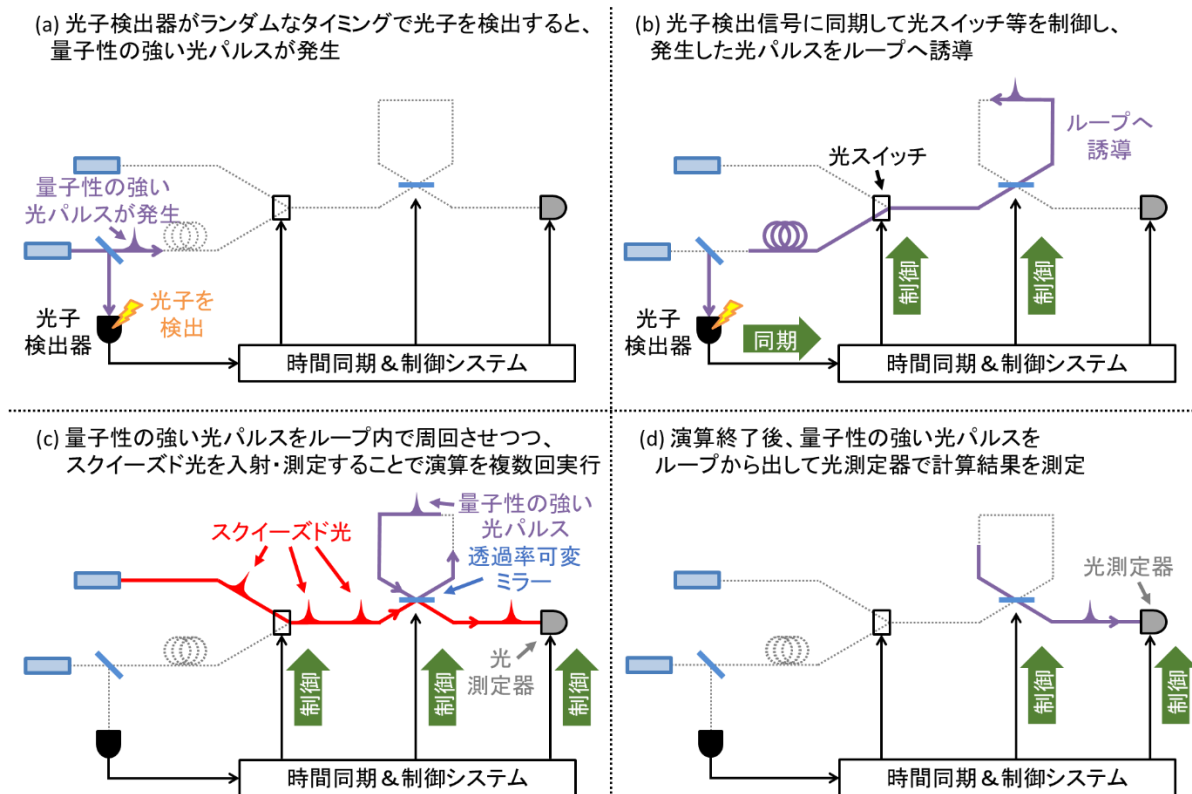 (a) 光子検出器がランダムなタイミングで光子を検出すると、
量子性の強い光パルスが発生
量子性の強い
光パルスが発生
光子
検出器
光子を
検出
時間同期＆制御システム
(b) 光子検出信号に同期して光スイッチ等を制御し、
発生した光パルスをループへ誘導
ループへ
誘導
光スイッチ
制御
制御
光子
検出器
同期
時間同期＆制御システム
(c) 量子性の強い光パルスをループ内で周回させつつ、
スクイーズド光を入射・測定することで演算を複数回実行
スクイーズド光
量子性の強い
光パルス
透過率可変
ミラー
光
測定器
制御
制御
制御
時間同期＆制御システム
(d) 演算終了後、量子性の強い光パルスを
ループから出して光測定器で計算結果を測定
光測定器
制御
制御
時間同期＆制御システム